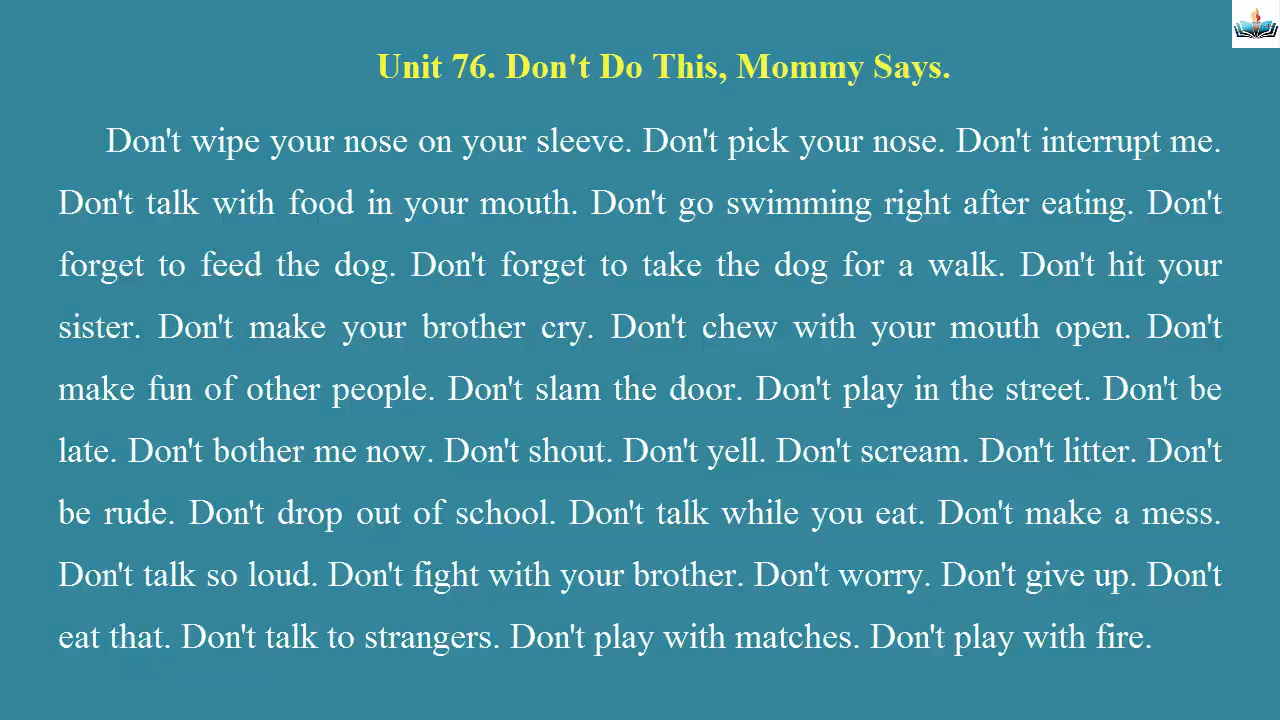 Unit 76. Don't Do This, Mommy Says.
Don't wipe your nose on your sleeve. Don't pick your nose. Don't interrupt me.
Don't talk with food in your mouth. Don't go swimming right after eating. Don't
forget to feed the dog. Don't forget to take the dog for a walk. Don't hit your
sister. Don't make your brother cry. Don't chew with your mouth open. Don't
make fun of other people. Don't slam the door. Don't play in the street. Don't be
late. Don't bother me now. Don't shout. Don't yell. Don't scream. Don't litter. Don't
be rude. Don't drop out of school. Don't talk while you eat. Don't make a mess.
Don't talk so loud. Don't fight with your brother. Don't worry. Don't give up. Don't
eat that. Don't talk to strangers. Don't play with matches. Don't play with fire.